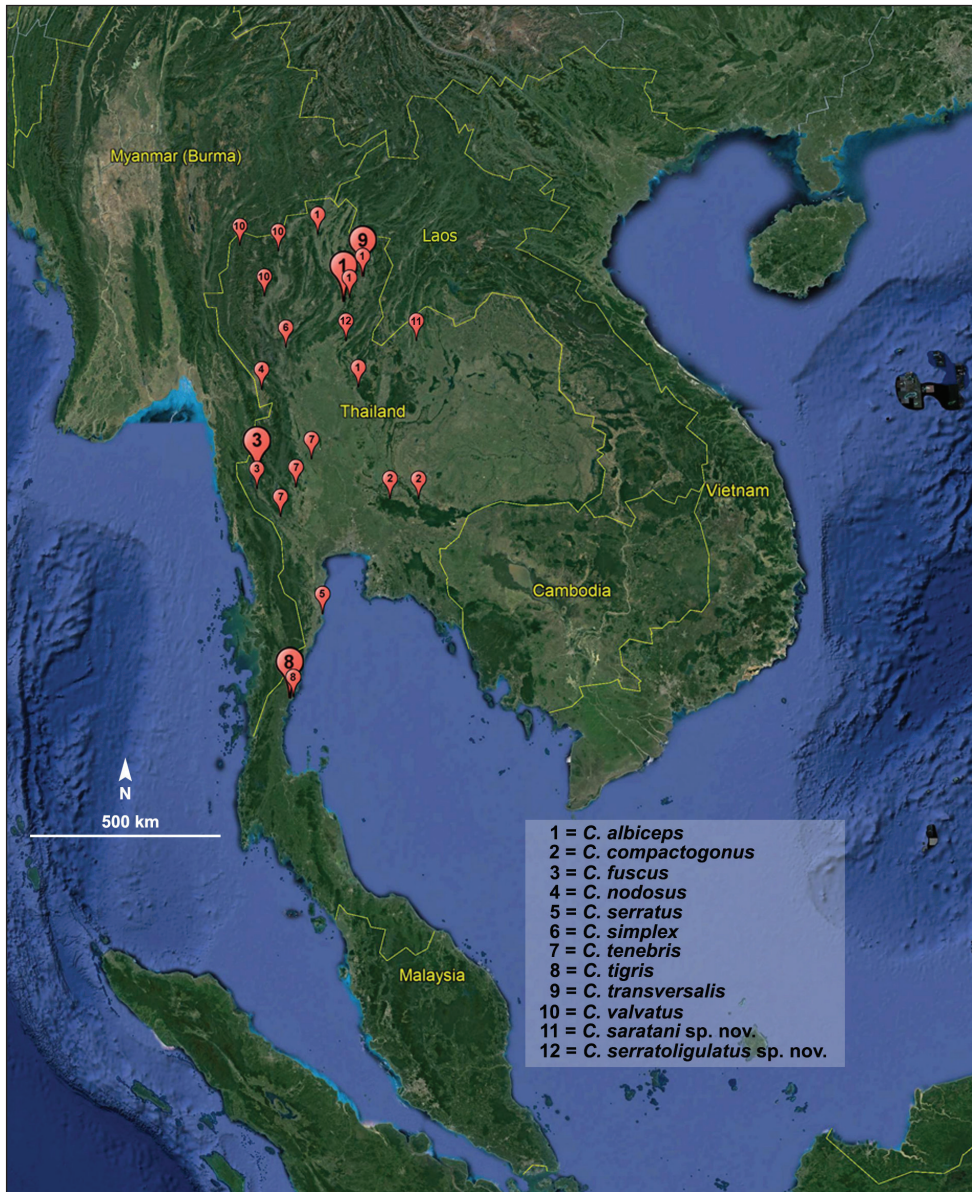 Myanmar (Burma)
1
10
10
9
Laos
1
1
1
10
12
11
6
4
1
Thailand
3
7
3
7
2
2
7
Vietnam
5
Cambodia
8
8
N
500 km
1 = C. albiceps
2 = C. compactogonus
3 = C. fuscus
4 = C. nodosus
5 = C. serratus
6 = C. simplex
7 = C. tenebris
8 = C. tigris
9 = C. transversalis
10 = C. valvatus
11 = C. saratani sp. nov.
12 = C. serratoligulatus sp. nov.
Malaysia